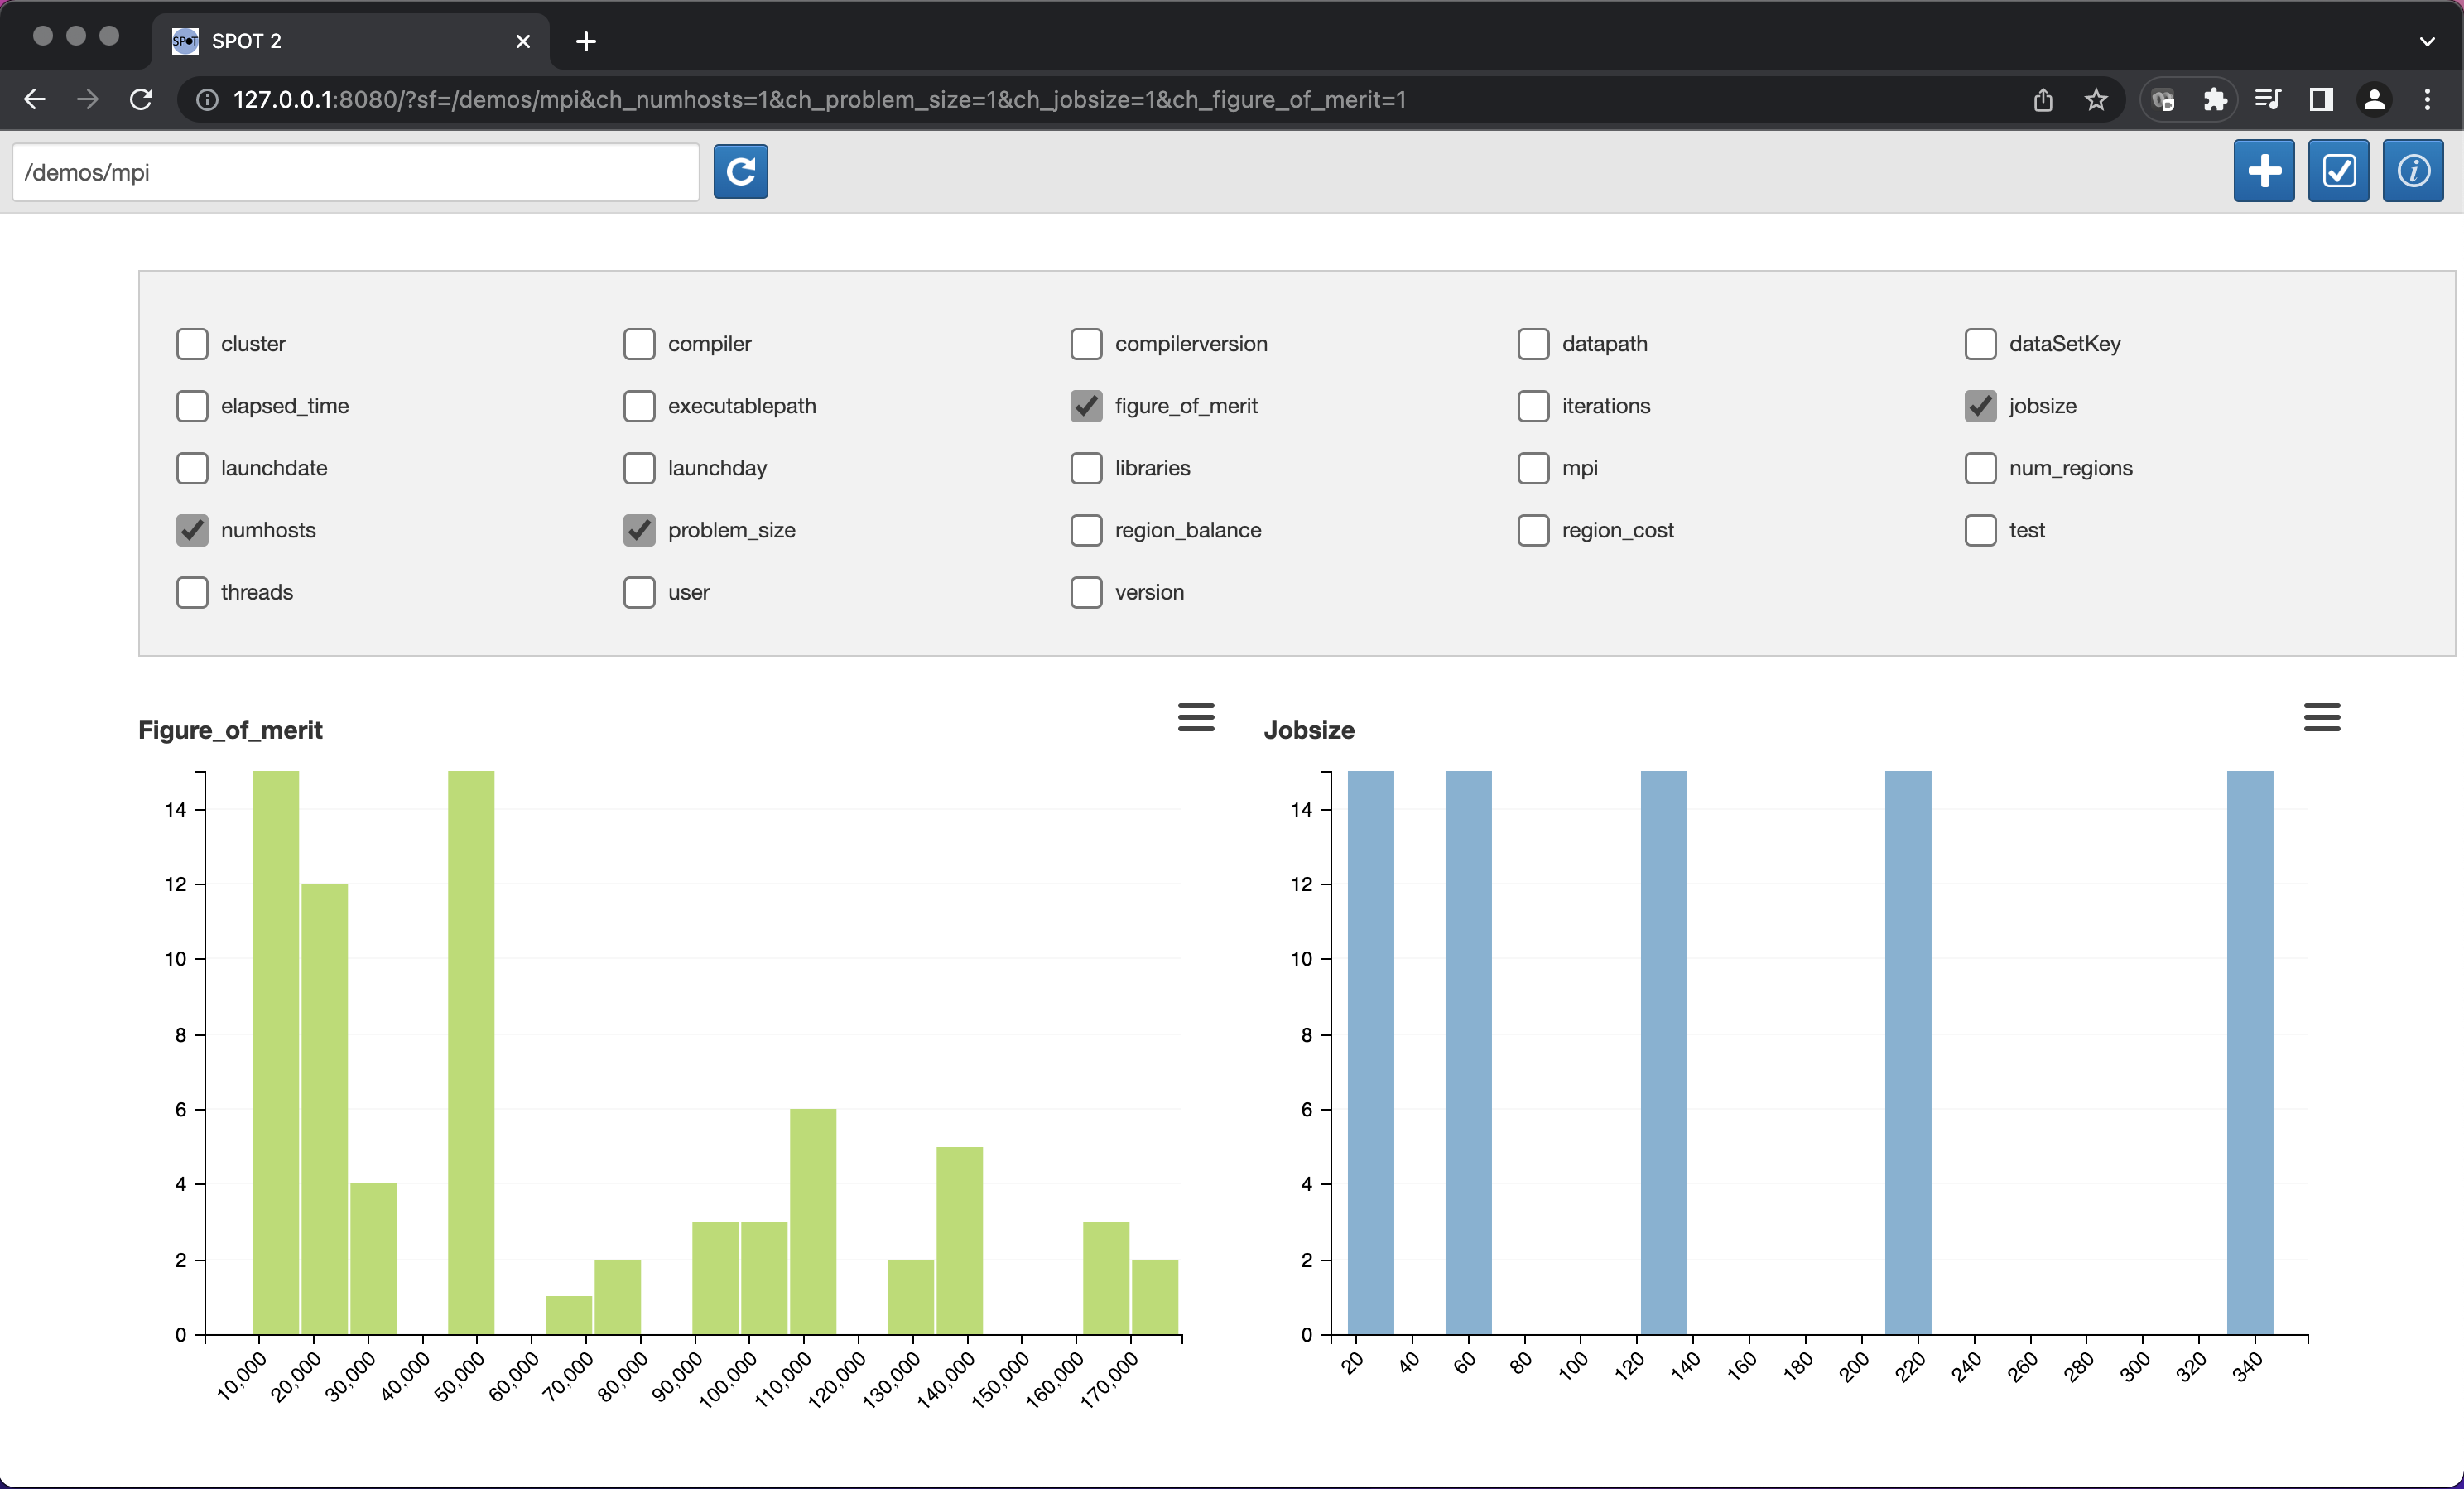 SPOT 2
127.0.0.1:8080/?sf=/demos/mpi&ch_numhosts=1&ch_problem_size=1&ch_jobsize=1&ch_figure_of_merit=1
/demos/mpi
cluster compiler compilerversion datapath dataSetKey
elapsed_time executablepath figure_of_merit iterations jobsize
launchdate launchday libraries mpi num_regions
numhosts problem_size region_balance region_cost test
threads user version
Figure_of_merit
14
12
10
8
6
4
2
0
10,000 20,000 30,000 40,000 50,000 60,000 70,000 80,000 90,000 100,000 110,000 120,000 130,000 140,000 150,000 160,000 170,000
Jobsize
14
12
10
8
6
4
2
0
20 40 60 80 100 120 140 160 180 200 220 240 260 280 300 320 340